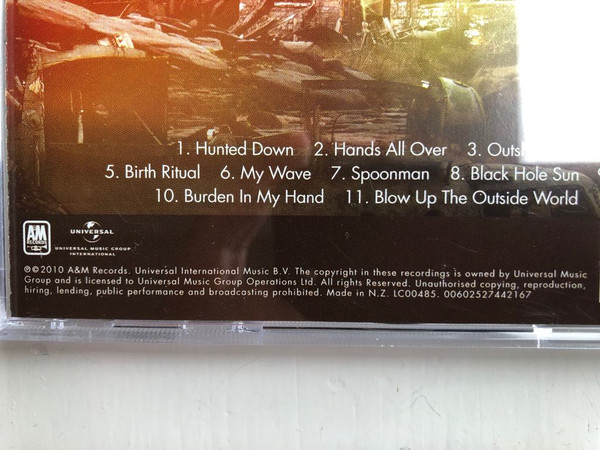 1. Hunted Down 2. Hands All Over 3. Outs
5. Birth Ritual 6. My Wave 7. Spoonman 8. Black Hole Sun
10. Burden In My Hand 11. Blow Up The Outside World
A&M
RECORDS
UNIVERSAL
UNIVERSAL MUSIC GROUP
INTERNATIONAL
℗©2010 A&M Records. Universal International Music B.V. The copyright in these recordings is owned by Universal Music
Group and is licensed to Universal Music Group Operations Ltd. All rights Reserved. Unauthorised copying, reproduction,
hiring, lending, public performance and broadcasting prohibited. Made in N.Z. LC00485. 00602527442167